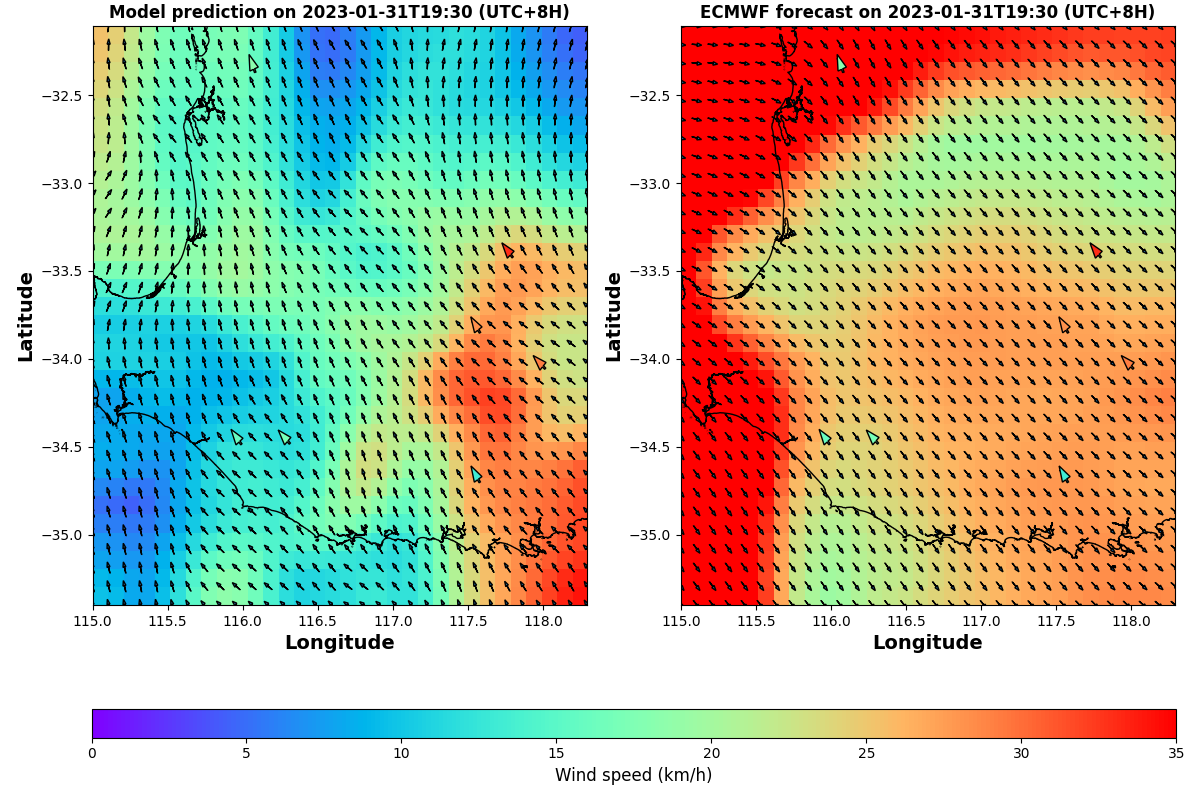 Model prediction on 2023-01-31T19:30 (UTC+8H)
ECMWF forecast on 2023-01-31T19:30 (UTC+8H)
Latitude
−32.5
−33.0
−33.5
−34.0
−34.5
−35.0
Latitude
−32.5
−33.0
−33.5
−34.0
−34.5
−35.0
115.0 115.5 116.0 116.5 117.0 117.5 118.0
115.0 115.5 116.0 116.5 117.0 117.5 118.0
Longitude
Longitude
0 5 10 15 20 25 30 35
Wind speed (km/h)